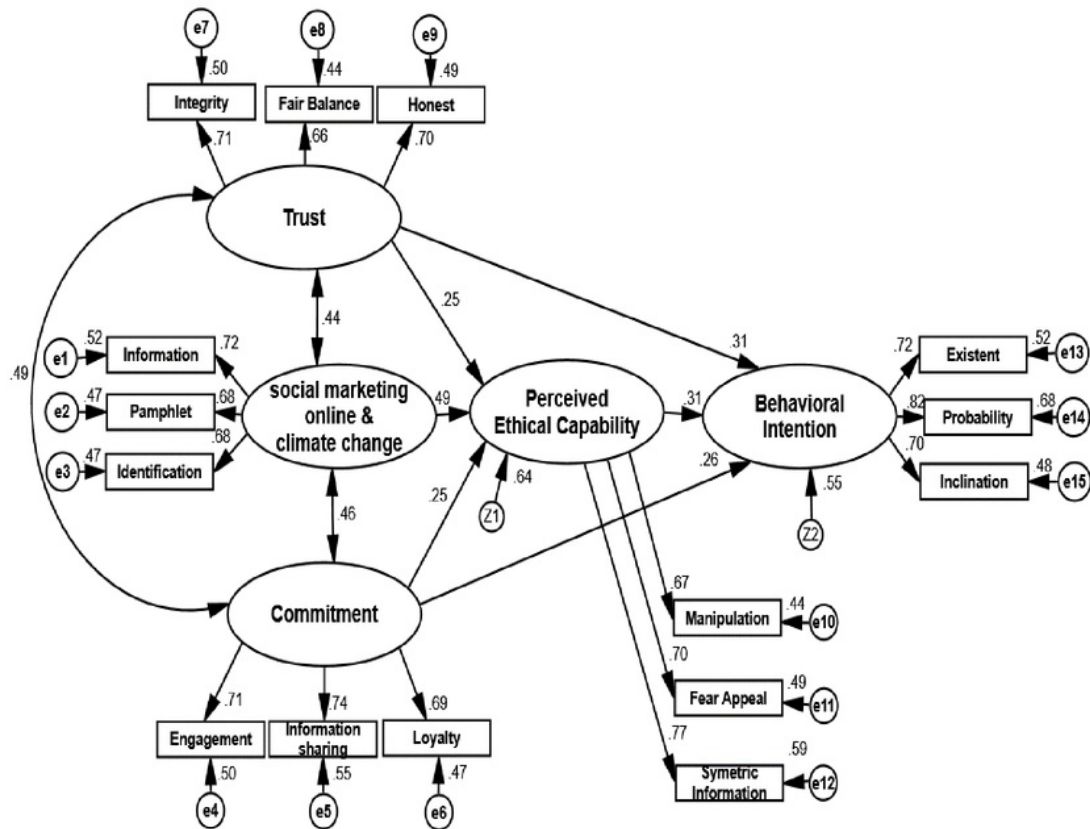 e7
e8
e9
.50
.44
.49
Integrity
Fair Balance
Honest
.71
.66
.70
Trust
.25
.44
.31
.49
e1
.52
Information
.72
e2
.47
Pamphlet
.68
e3
.47
Identification
.68
social marketing
online &
climate change
49
Perceived
Ethical Capability
.31
Behavioral
Intention
.72
Existent
.52
e13
.82
Probability
.68
e14
.70
Inclination
.48
e15
.46
.25
.64
Z1
.26
.55
Z2
Commitment
.67
Manipulation
.44
e10
.70
Fear Appeal
.49
e11
.77
Symetric
Information
.59
e12
.71
.74
.69
Engagement
Information
sharing
Loyalty
.50
.55
.47
e4
e5
e6